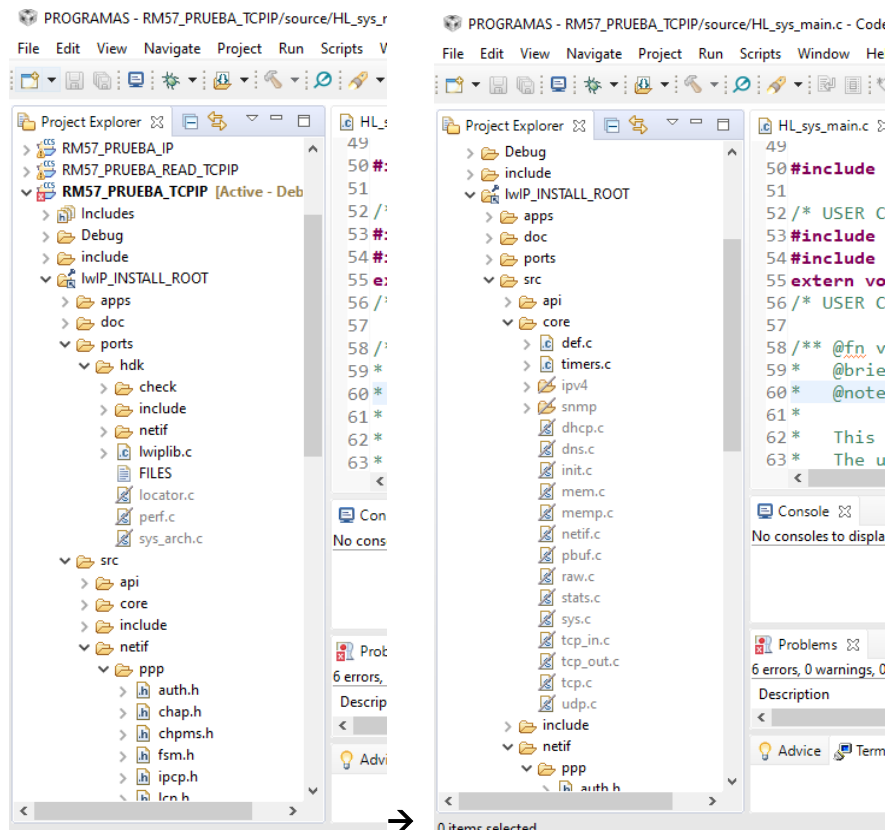 PROGRAMAS - RM57_PRUEBA_TCPIP/source/HL_sys_r
File Edit View Navigate Project Run Scripts
Project Explorer
RM57_PRUEBA_IP
RM57_PRUEBA_READ_TCPIP
RM57_PRUEBA_TCPIP [Active - Deb
Includes
Debug
include
lwIP_INSTALL_ROOT
apps
doc
ports
hdk
check
include
netif
lwiplib.c
FILES
locator.c
perf.c
sys_arch.c
src
api
core
include
netif
ppp
auth.h
chap.h
chpms.h
fsm.h
ipcp.h
lcp.h
HL_s
49
50 #i
51
52 /*
53 #i
54 #i
55 ex
56 /*
57
58 /*
59 *
60 *
61 *
62 *
63 *
Con
No cons
Prob
6 errors,
Descrip
Advi
→
PROGRAMAS - RM57_PRUEBA_TCPIP/source/HL_sys_main.c - Code
File Edit View Navigate Project Run Scripts Window He
Project Explorer
Debug
include
lwIP_INSTALL_ROOT
apps
doc
ports
src
api
core
def.c
timers.c
ipv4
snmp
dhcp.c
dns.c
init.c
mem.c
memp.c
netif.c
pbuf.c
raw.c
stats.c
sys.c
tcp_in.c
tcp_out.c
tcp.c
udp.c
include
netif
ppp
auth.h
0 items selected
HL_sys_main.c
49
50 #include
51
52 /* USER C
53 #include
54 #include
55 extern vo
56 /* USER C
57
58 /** @fn v
59 * @brie
60 * @note
61 *
62 * This
63 * The u
Console
No consoles to displa
Problems
6 errors, 0 warnings, 0
Description
Advice Term